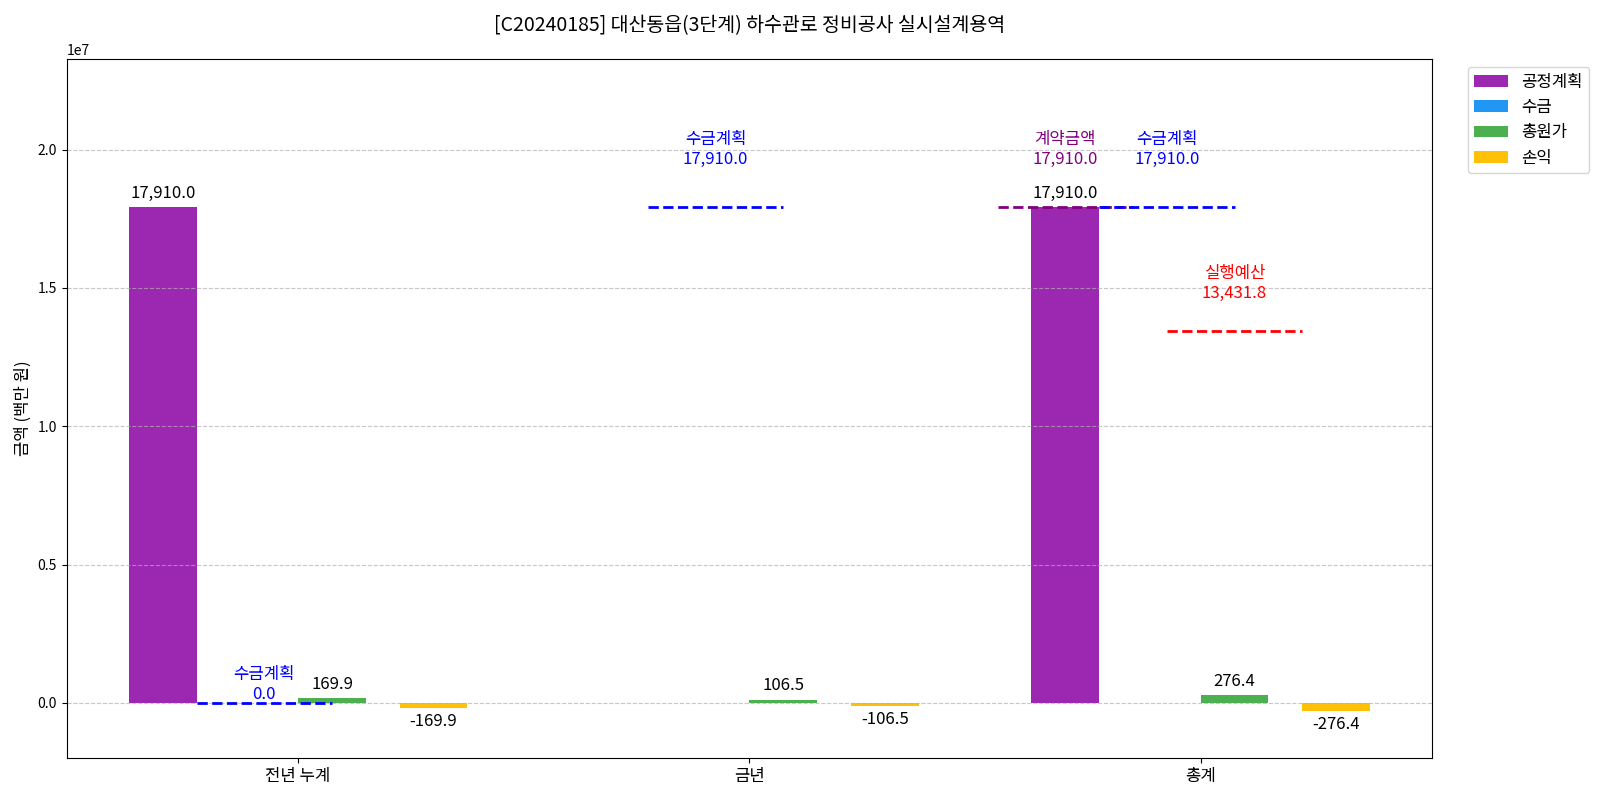 [C20240185] 대산동읍(3단계) 하수관로 정비공사 실시설계용역
1e7
공정계획
수금
총원가
손익
금액 (백만 원)
2.0
1.5
1.0
0.5
0.0
17,910.0
수금계획
0.0
169.9
-169.9
수금계획
17,910.0
106.5
-106.5
계약금액
17,910.0
17,910.0
수금계획
17,910.0
실행예산
13,431.8
276.4
-276.4
전년 누계
금년
총계